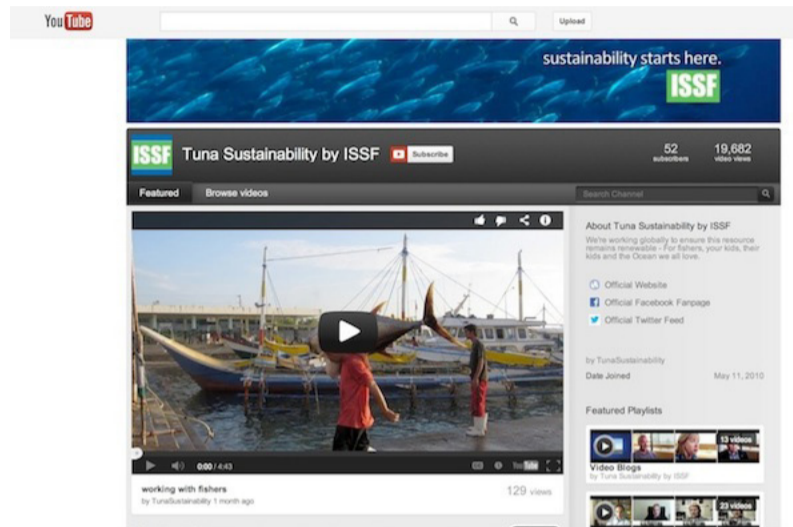 You Tube
Upload
sustainability starts here.
ISSF
ISSF Tuna Sustainability by ISSF Subscribe
52 subscribers
19,682 video views
Featured Browse videos Search Channel
0:00 / 4:43 You Tube
working with fishers
by TunaSustainability 1 month ago
129 views
About Tuna Sustainability by ISSF
We're working globally to ensure this resource
remains renewable - For fishers, your kids, their
kids and the Ocean we all love.
Official Website
Official Facebook Fanpage
Official Twitter Feed
by TunaSustainability
Date Joined May 11, 2010
Featured Playlists
13 videos
Video Blogs
by Tuna Sustainability by ISSF
23 videos